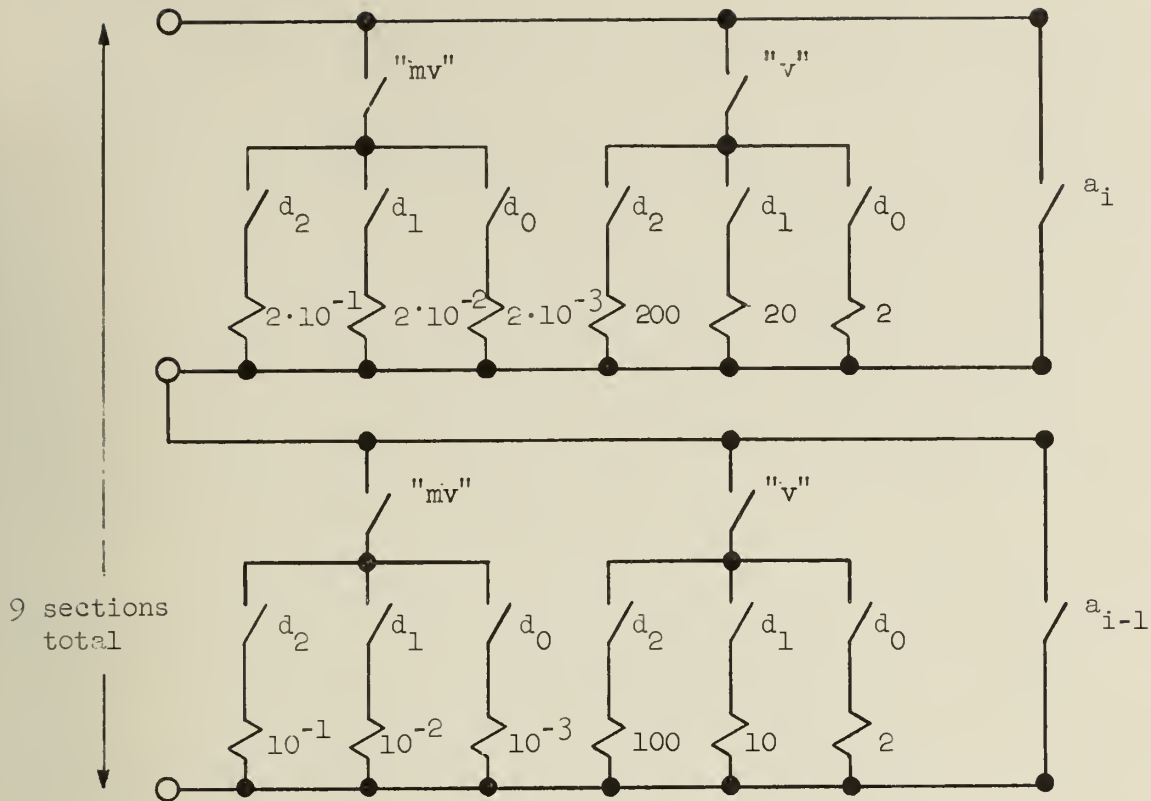 "mv" "v"
d2 d1 d0 d2 d1 d0 ai
2·10-1 2·10-2 2·10-3 200 20 2
"mv" "v"
9 sections
total
d2 d1 d0 d2 d1 d0 ai-1
10-1 10-2 10-3 100 10 2